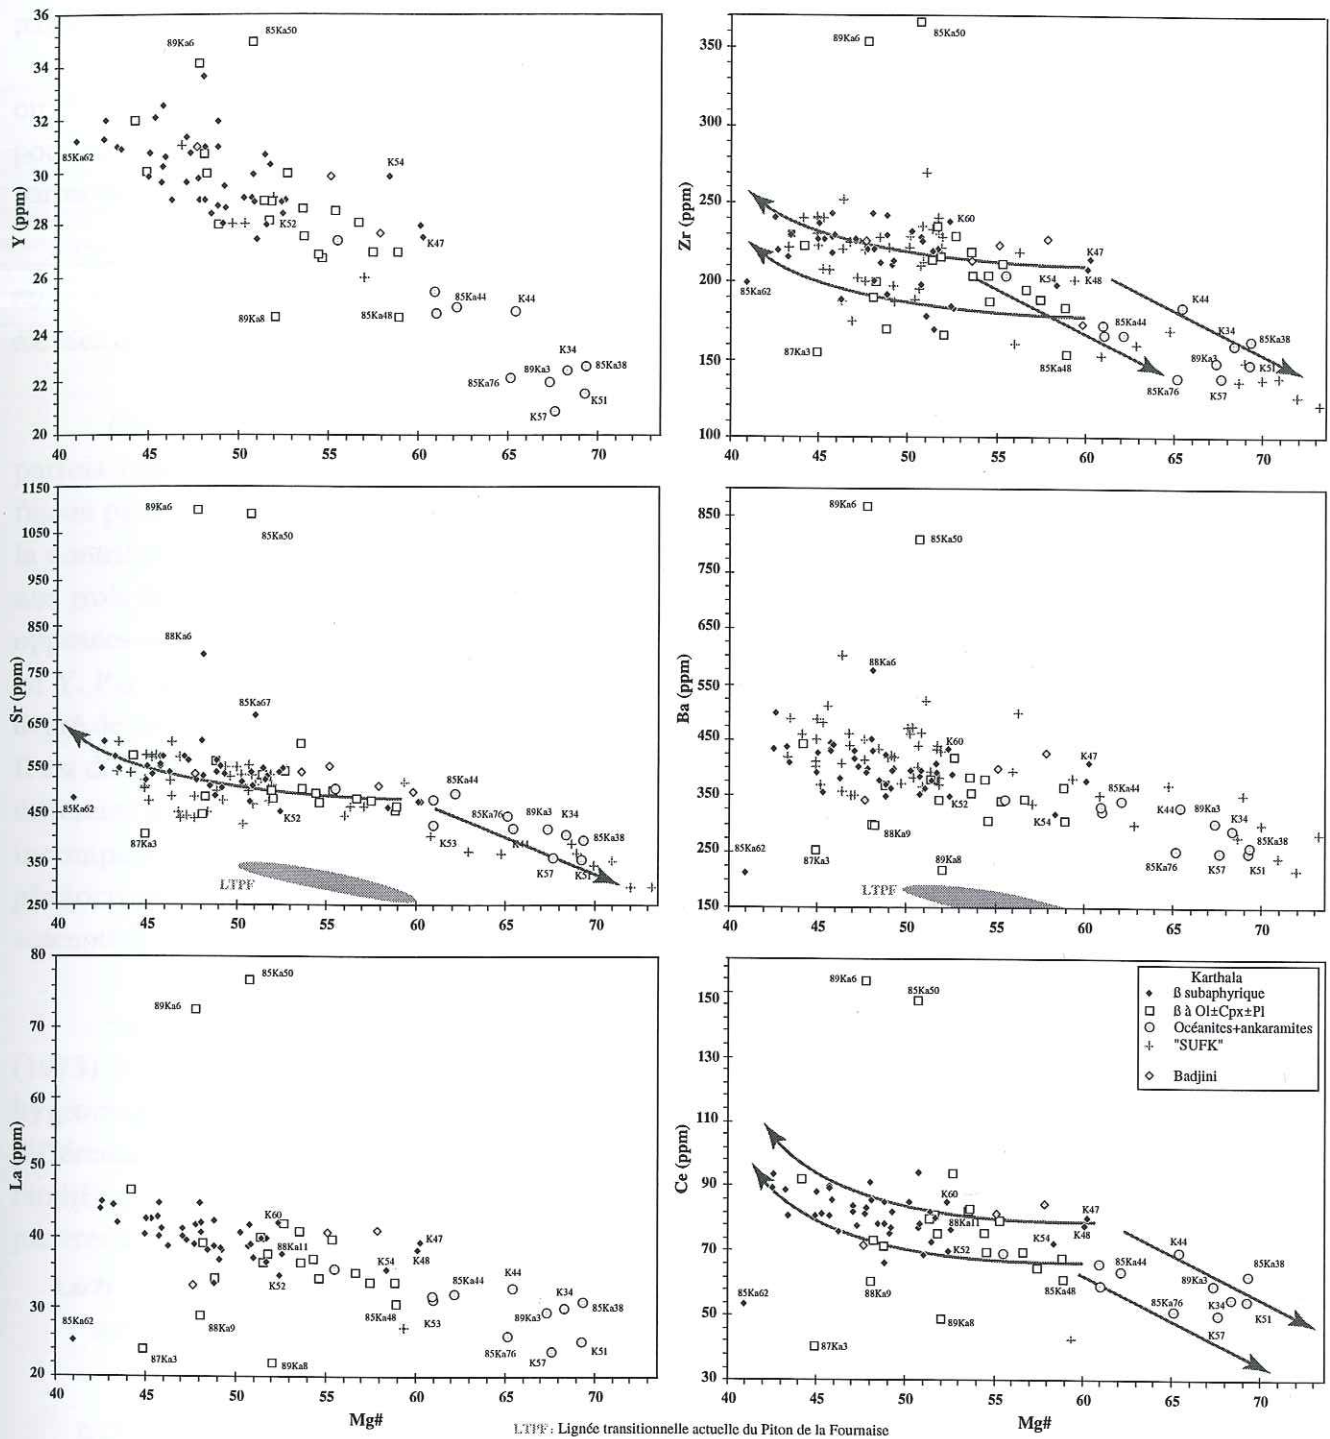 36
34
32
30
28
26
24
22
20
Y (ppm)
40 45 50 55 60 65 70
89Ka6
85Ka50
85Ka62
K54
K52
K47
89Ka8
85Ka48
85Ka44
K44
K34
89Ka3
85Ka38
85Ka76
K51
K57
350
300
250
200
150
100
Zr (ppm)
40 45 50 55 60 65 70
89Ka6
85Ka50
K60
K47
K54
K48
85Ka62
K44
85Ka44
K34
85Ka38
87Ka3
85Ka48
89Ka3
K51
85Ka76
K57
1150
1050
950
850
750
650
550
450
350
250
Sr (ppm)
40 45 50 55 60 65 70
89Ka6
85Ka50
88Ka6
85Ka67
85Ka62
85Ka44
K52
85Ka76
89Ka3
K34
85Ka38
87Ka3
K53
K44
K57
K51
LTPF
850
750
650
550
450
350
250
150
Ba (ppm)
40 45 50 55 60 65 70
89Ka6
85Ka50
88Ka6
K60
K47
K52
85Ka44
K54
K44
89Ka3
K34
88Ka9
85Ka38
87Ka3
85Ka62
89Ka8
85Ka76
K57
K51
LTPF
80
70
60
50
40
30
20
La (ppm)
40 45 50 55 60 65 70
Mg#
85Ka50
89Ka6
K60
K47
88Ka11
K48
K54
K52
85Ka44
K44
K34
85Ka38
85Ka62
88Ka9
85Ka48
K53
89Ka3
87Ka3
89Ka8
85Ka76
K57
K51
150
130
110
90
70
50
30
Ce (ppm)
40 45 50 55 60 65 70
Mg#
89Ka6
85Ka50
Karthala
ß subaphyrique
ß à Ol±Cpx±Pl
Océanites+ankaramites
"SUFK"
Badjini
K60
K47
88Ka11
K48
K54
K52
K44
85Ka44
85Ka38
89Ka3
85Ka62
88Ka9
85Ka48
85Ka76
K34
K51
K57
87Ka3
89Ka8
LTPF: Lignée transitionnelle actuelle du Piton de la Fournaise